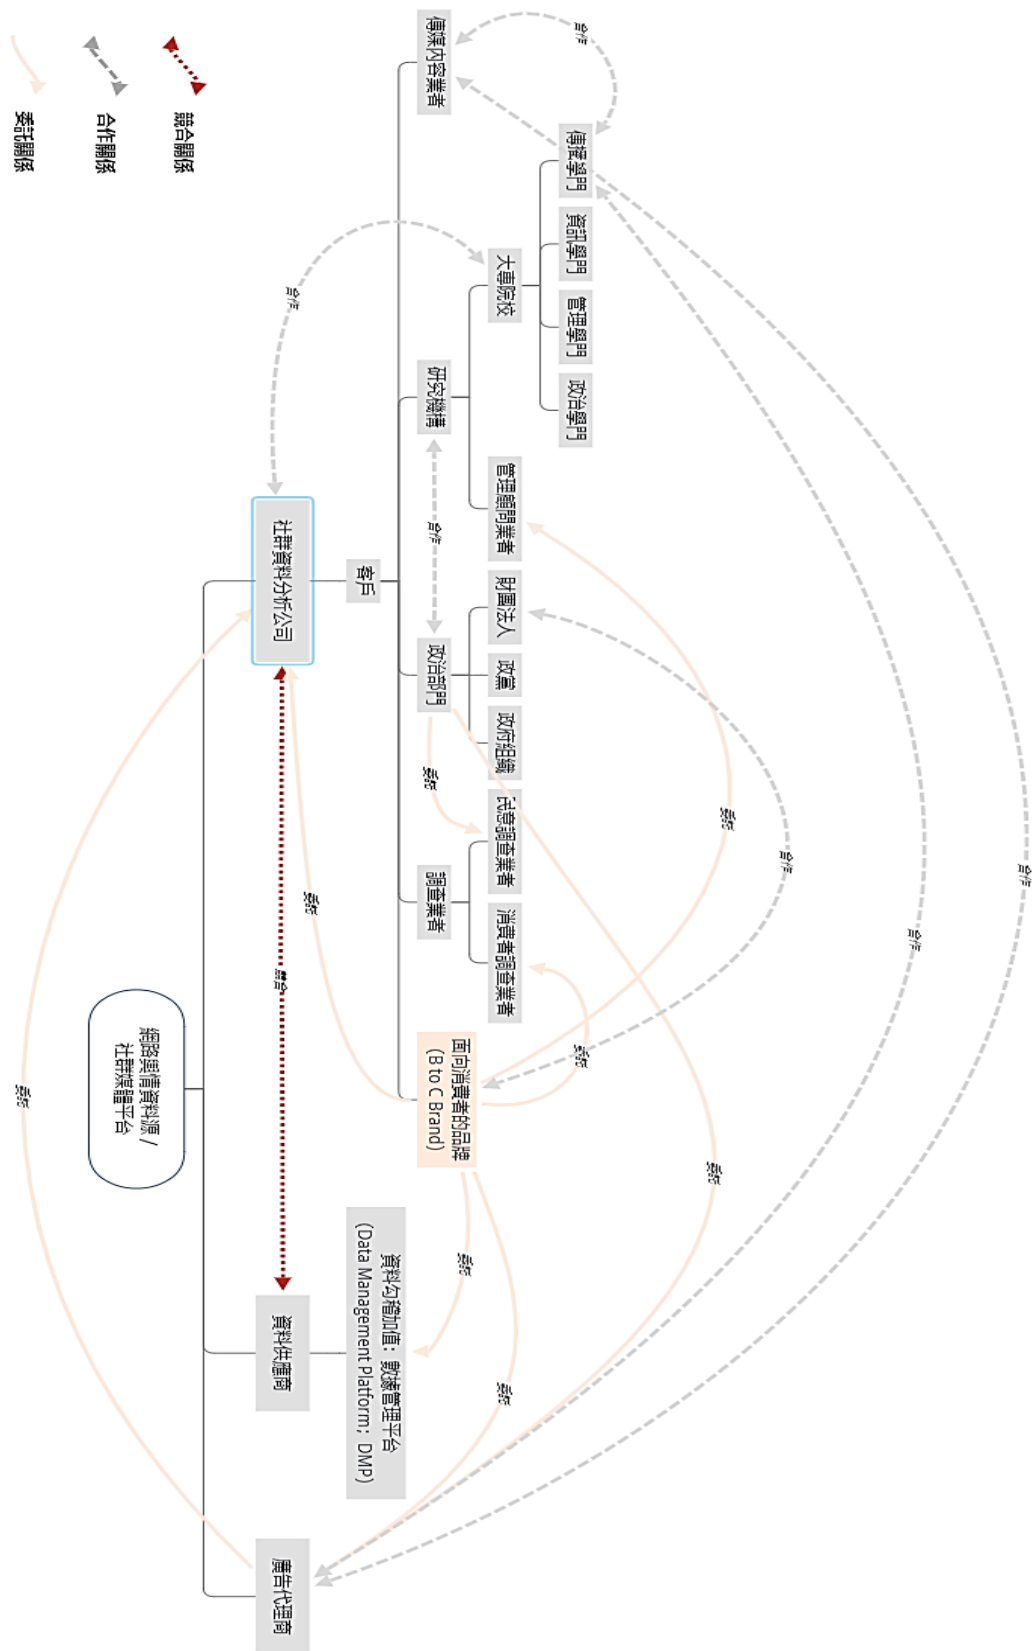 網路輿情資料源 /
社群媒體平台
社群資料分析公司
資料供應商
廣告代理商
客戶
資料勾稽加值：數據管理平台
(Data Management Platform；DMP)
傳媒內容業者
研究機構
政治部門
調查業者
面向消費者的品牌
(B to C Brand)
大專院校
管理顧問業者
財團法人
政黨
政府組織
民意調查業者
消費者調查業者
傳播學門
資訊學門
管理學門
政治學門
合作
合作
合作
合作
合作
合作
委託
委託
委託
委託
委託
委託
委託
委託
競合
競合關係
合作關係
委託關係